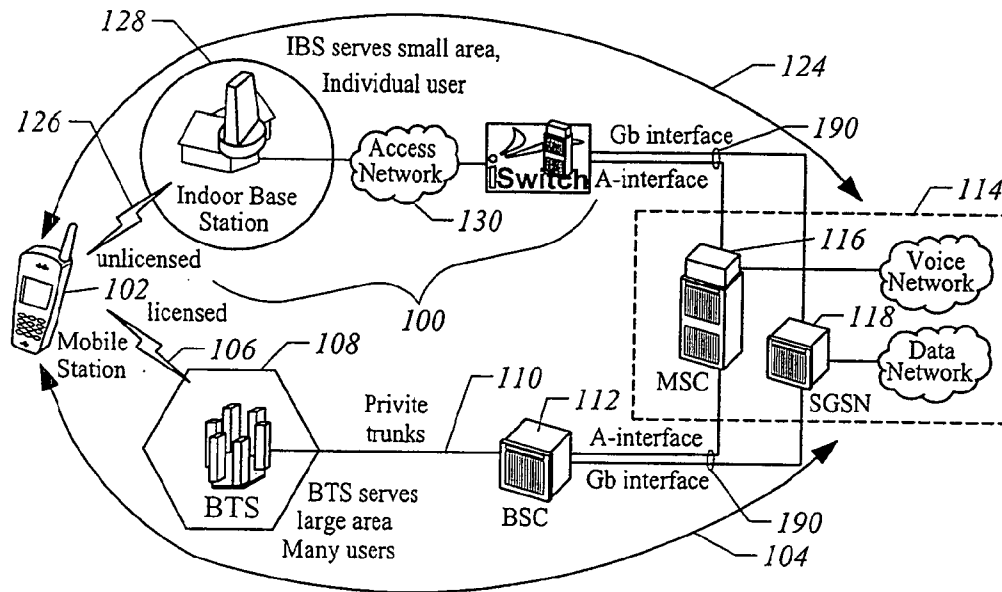 128
IBS serves small area,
Individual user
124
126
Gb interface
190
Access
Network
iSwitch
A-interface
114
Indoor Base
Station
130
116
Voice
Network
unlicensed
102
licensed
100
118
Mobile
Station
106
108
MSC
Data
Network
110
112
SGSN
Privite
trunks
A-interface
BTS
BTS serves
large area
Many users
BSC
Gb interface
190
104